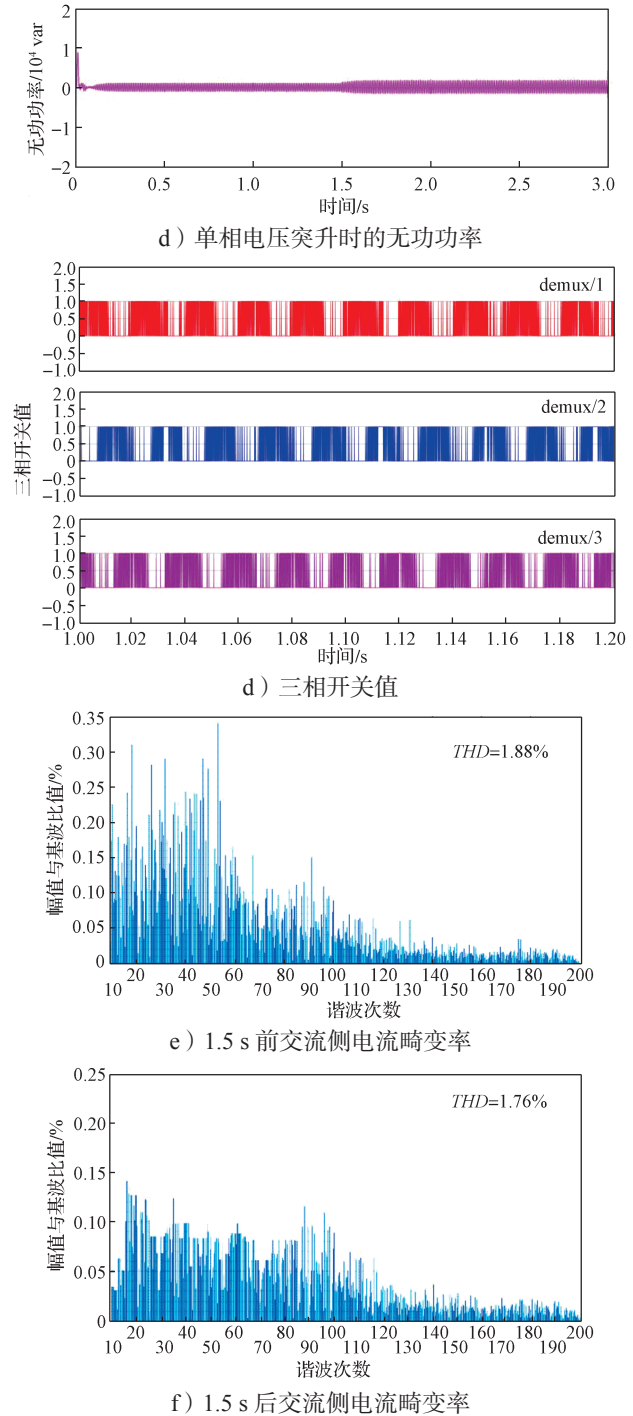 无功功率/10⁴ var
2
1
0
−1
−2
0 0.5 1.0 1.5 2.0 2.5 3.0
时间/s
d）单相电压突升时的无功功率
三相开关值
2.0
1.5
1.0
0.5
0
−0.5
−1.0
demux/1
2.0
1.5
1.0
0.5
0
−0.5
−1.0
demux/2
2.0
1.5
1.0
0.5
0
−0.5
−1.0
demux/3
1.00 1.02 1.04 1.06 1.08 1.10 1.12 1.14 1.16 1.18 1.20
时间/s
d）三相开关值
幅值与基波比值/%
0.35
0.30
0.25
0.20
0.15
0.10
0.05
0
THD=1.88%
20 40 60 80 100 120 140 160 180 200
10 30 50 70 90 110 130 150 170 190
谐波次数
e）1.5 s 前交流侧电流畸变率
幅值与基波比值/%
0.25
0.20
0.15
0.10
0.05
0
THD=1.76%
20 40 60 80 100 120 140 160 180 200
10 30 50 70 90 110 130 150 170 190
谐波次数
f）1.5 s 后交流侧电流畸变率